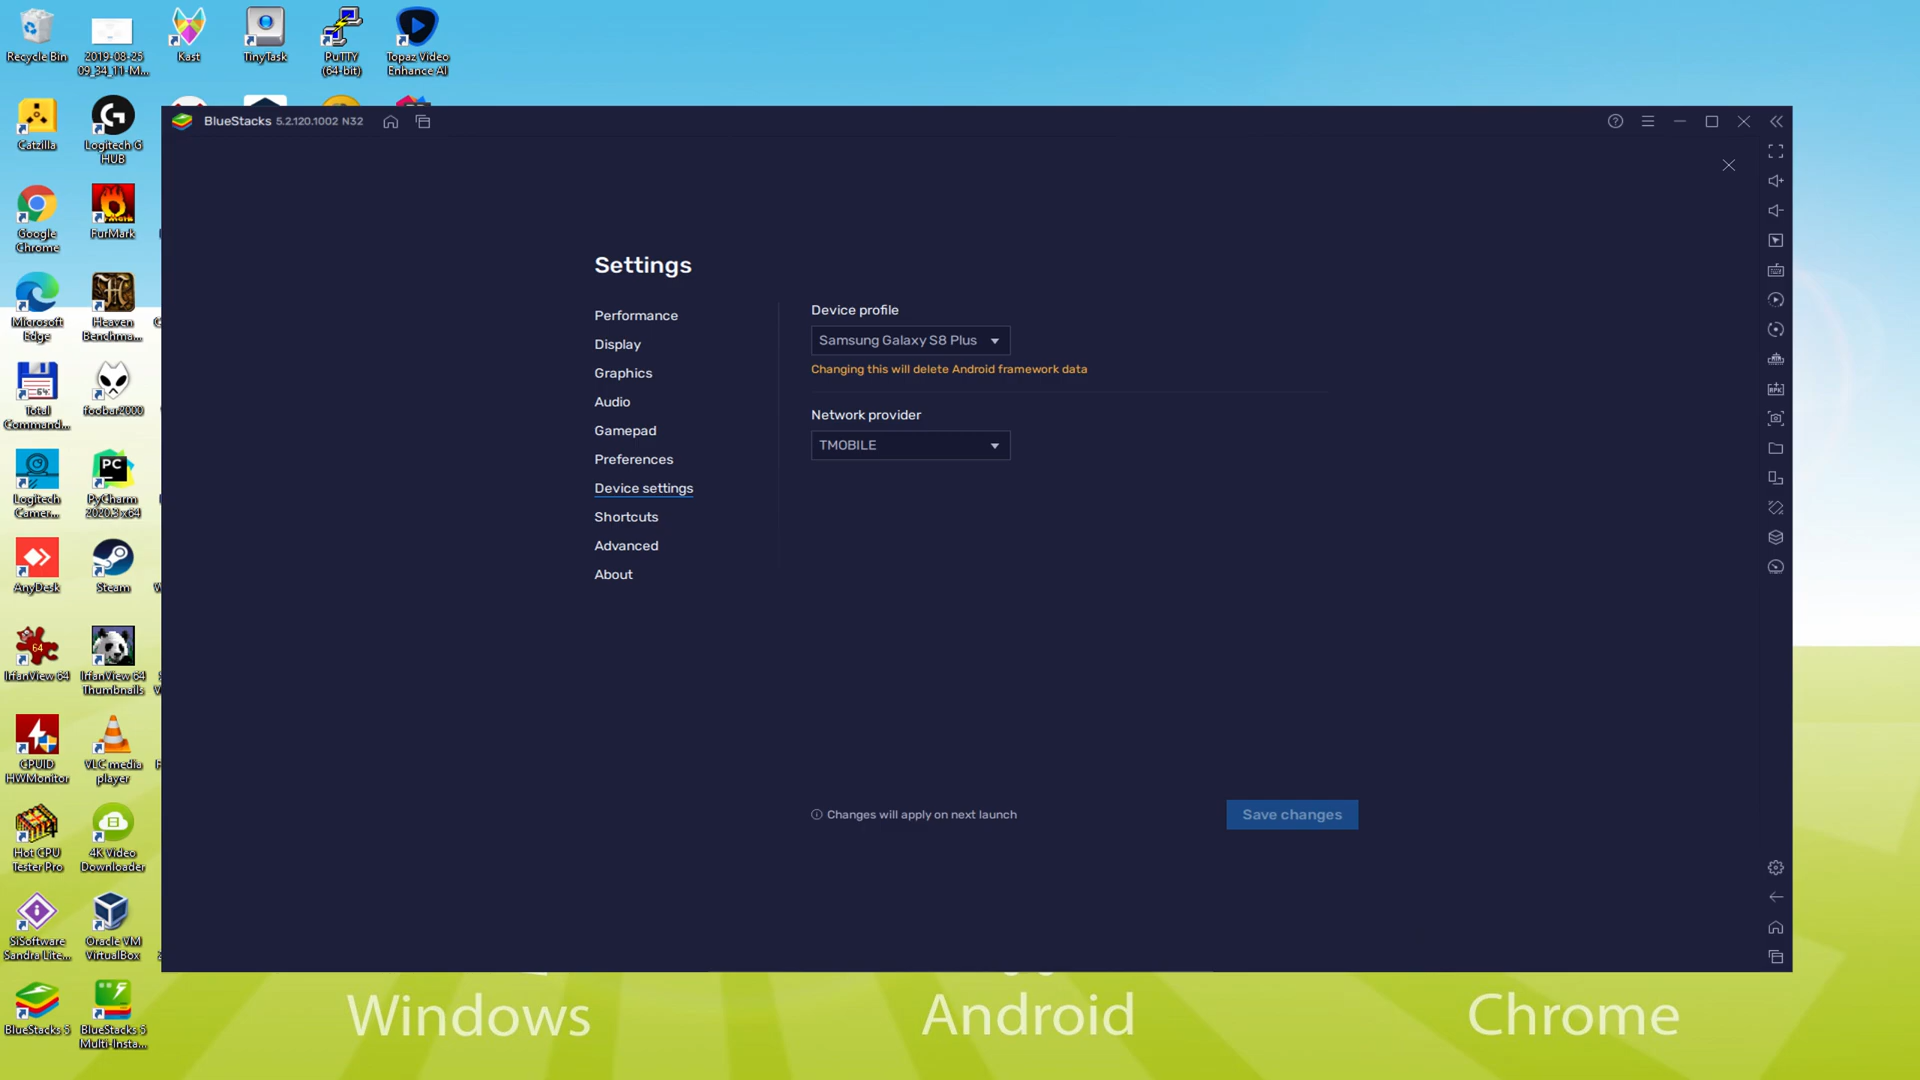 Recycle Bin
2019-08-25
09_34_11-M...
Kast
TinyTask
PuTTY
(64-bit)
Topaz Video
Enhance AI
Catzilla
Logitech G
HUB
Google
Chrome
FurMark
Microsoft
Edge
Heaven
Benchma...
Total
Command...
foobar2000
Logitech
Camer...
PyCharm
2020.3 x64
AnyDesk
Steam
IrfanView 64
IrfanView 64
Thumbnails
CPUID
HWMonitor
VLC media
player
Hot CPU
Tester Pro
4K Video
Downloader
SiSoftware
Sandra Lite...
Oracle VM
VirtualBox
BlueStacks 5
BlueStacks 5
Multi-Insta...
BlueStacks 5.2.120.1002 N32
Settings
Performance
Display
Graphics
Audio
Gamepad
Preferences
Device settings
Shortcuts
Advanced
About
Device profile
Samsung Galaxy S8 Plus
Changing this will delete Android framework data
Network provider
TMOBILE
Changes will apply on next launch
Save changes
Windows
Android
Chrome